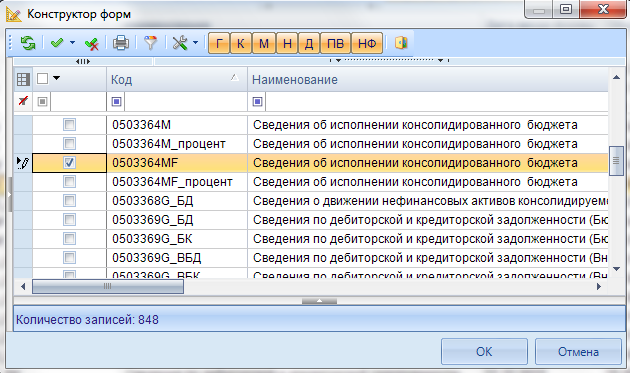 Конструктор форм
Г К М Н Д ПВ НФ
Код Наименование
0503364M Сведения об исполнении консолидированного бюджета
0503364M_процент Сведения об исполнении консолидированного бюджета
0503364MF Сведения об исполнении консолидированного бюджета
0503364MF_процент Сведения об исполнении консолидированного бюджета
0503368G_БД Сведения о движении нефинансовых активов консолидируемо
0503369G_БД Сведения по дебиторской и кредиторской задолженности (Бю
0503369G_БК Сведения по дебиторской и кредиторской задолженности (Бю
0503369G_ВБД Сведения по дебиторской и кредиторской задолженности (Вн
0503369G_ВБК Сведения по дебиторской и кредиторской задолженности (Вн
Количество записей: 848
ОК Отмена